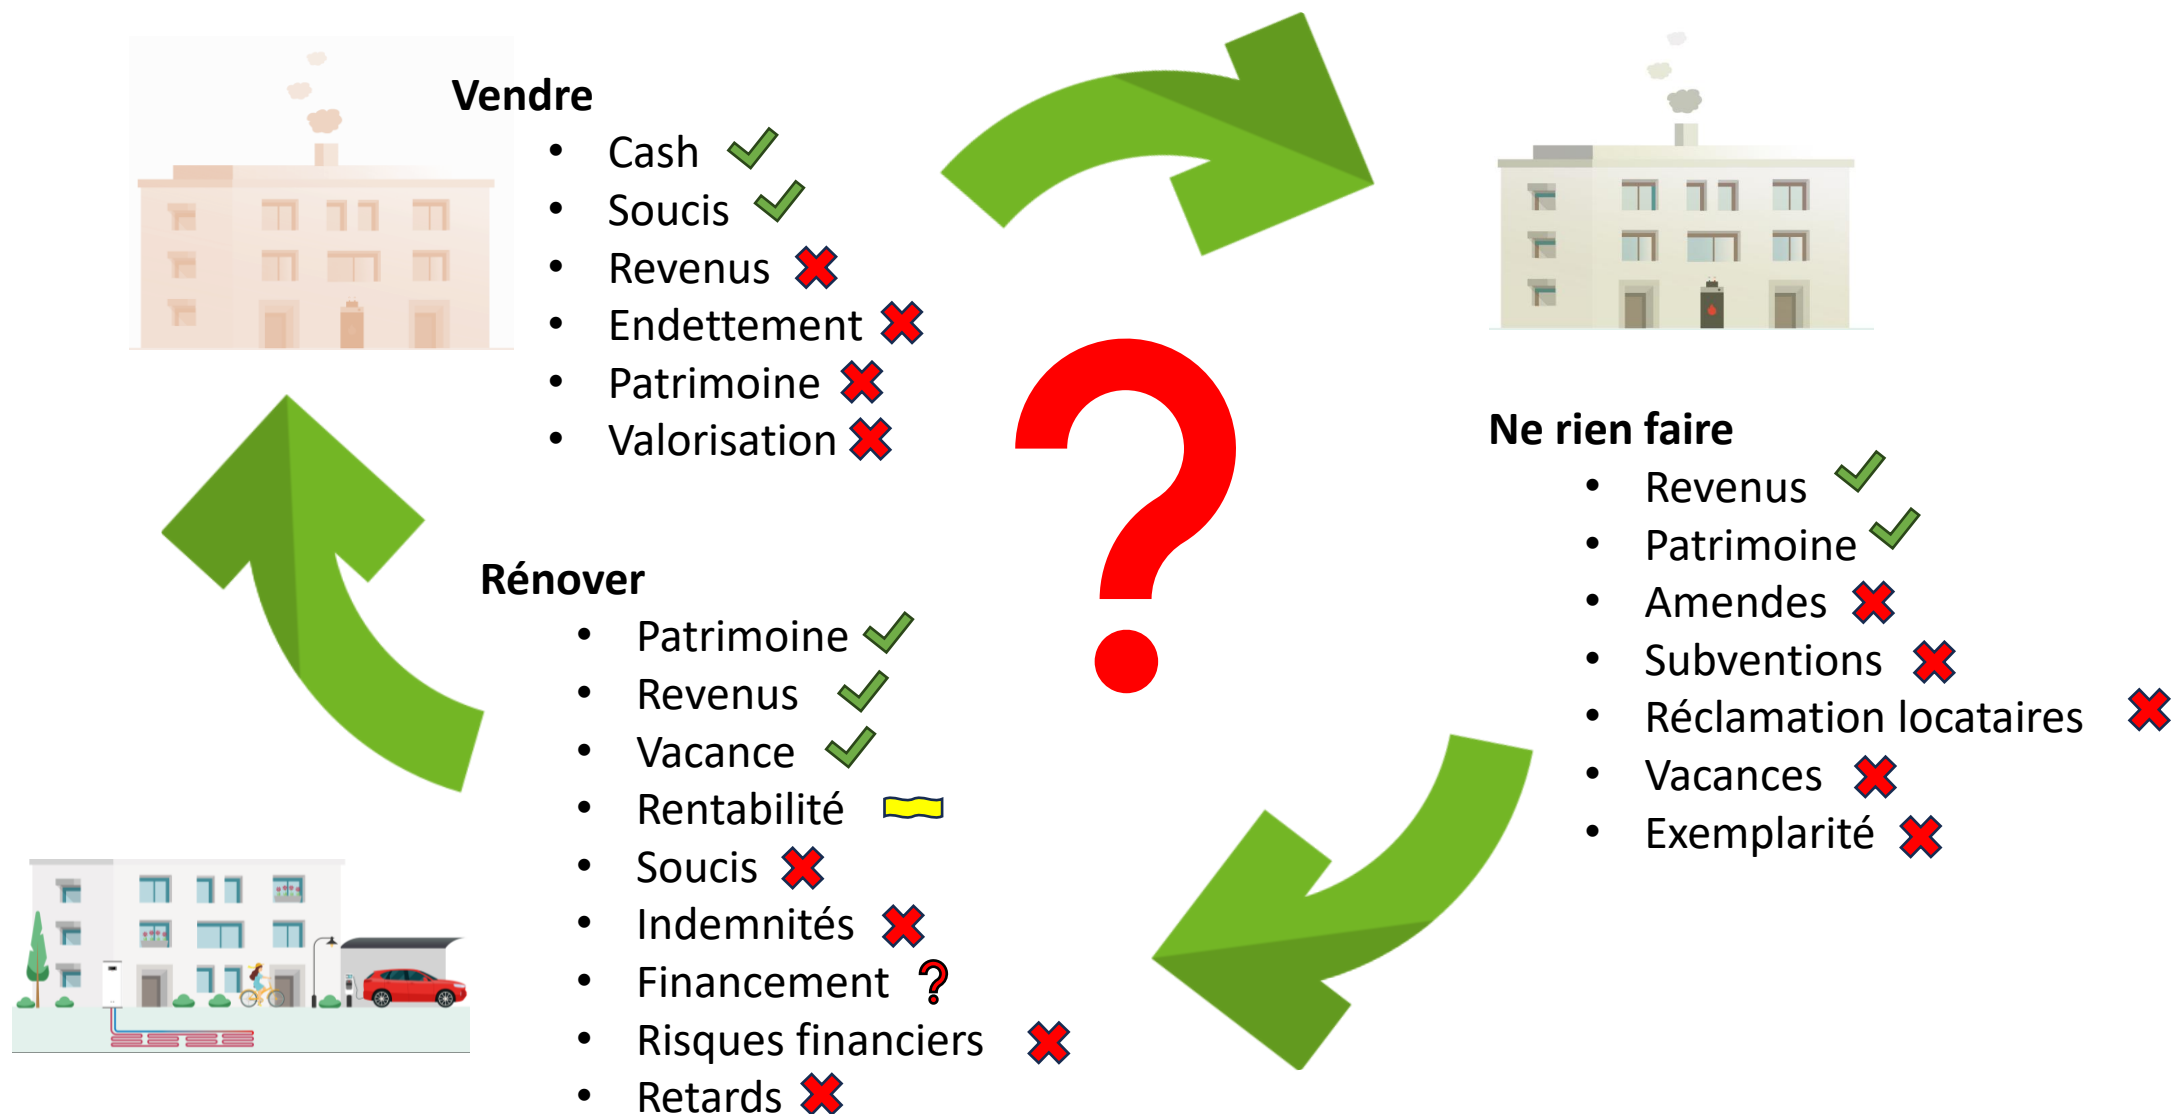 Vendre
• Cash
• Soucis
• Revenus
• Endettement
• Patrimoine
• Valorisation
Ne rien faire
• Revenus
• Patrimoine
• Amendes
• Subventions
• Réclamation locataires
• Vacances
• Exemplarité
Rénover
• Patrimoine
• Revenus
• Vacance
• Rentabilité
• Soucis
• Indemnités
• Financement ?
• Risques financiers
• Retards
?